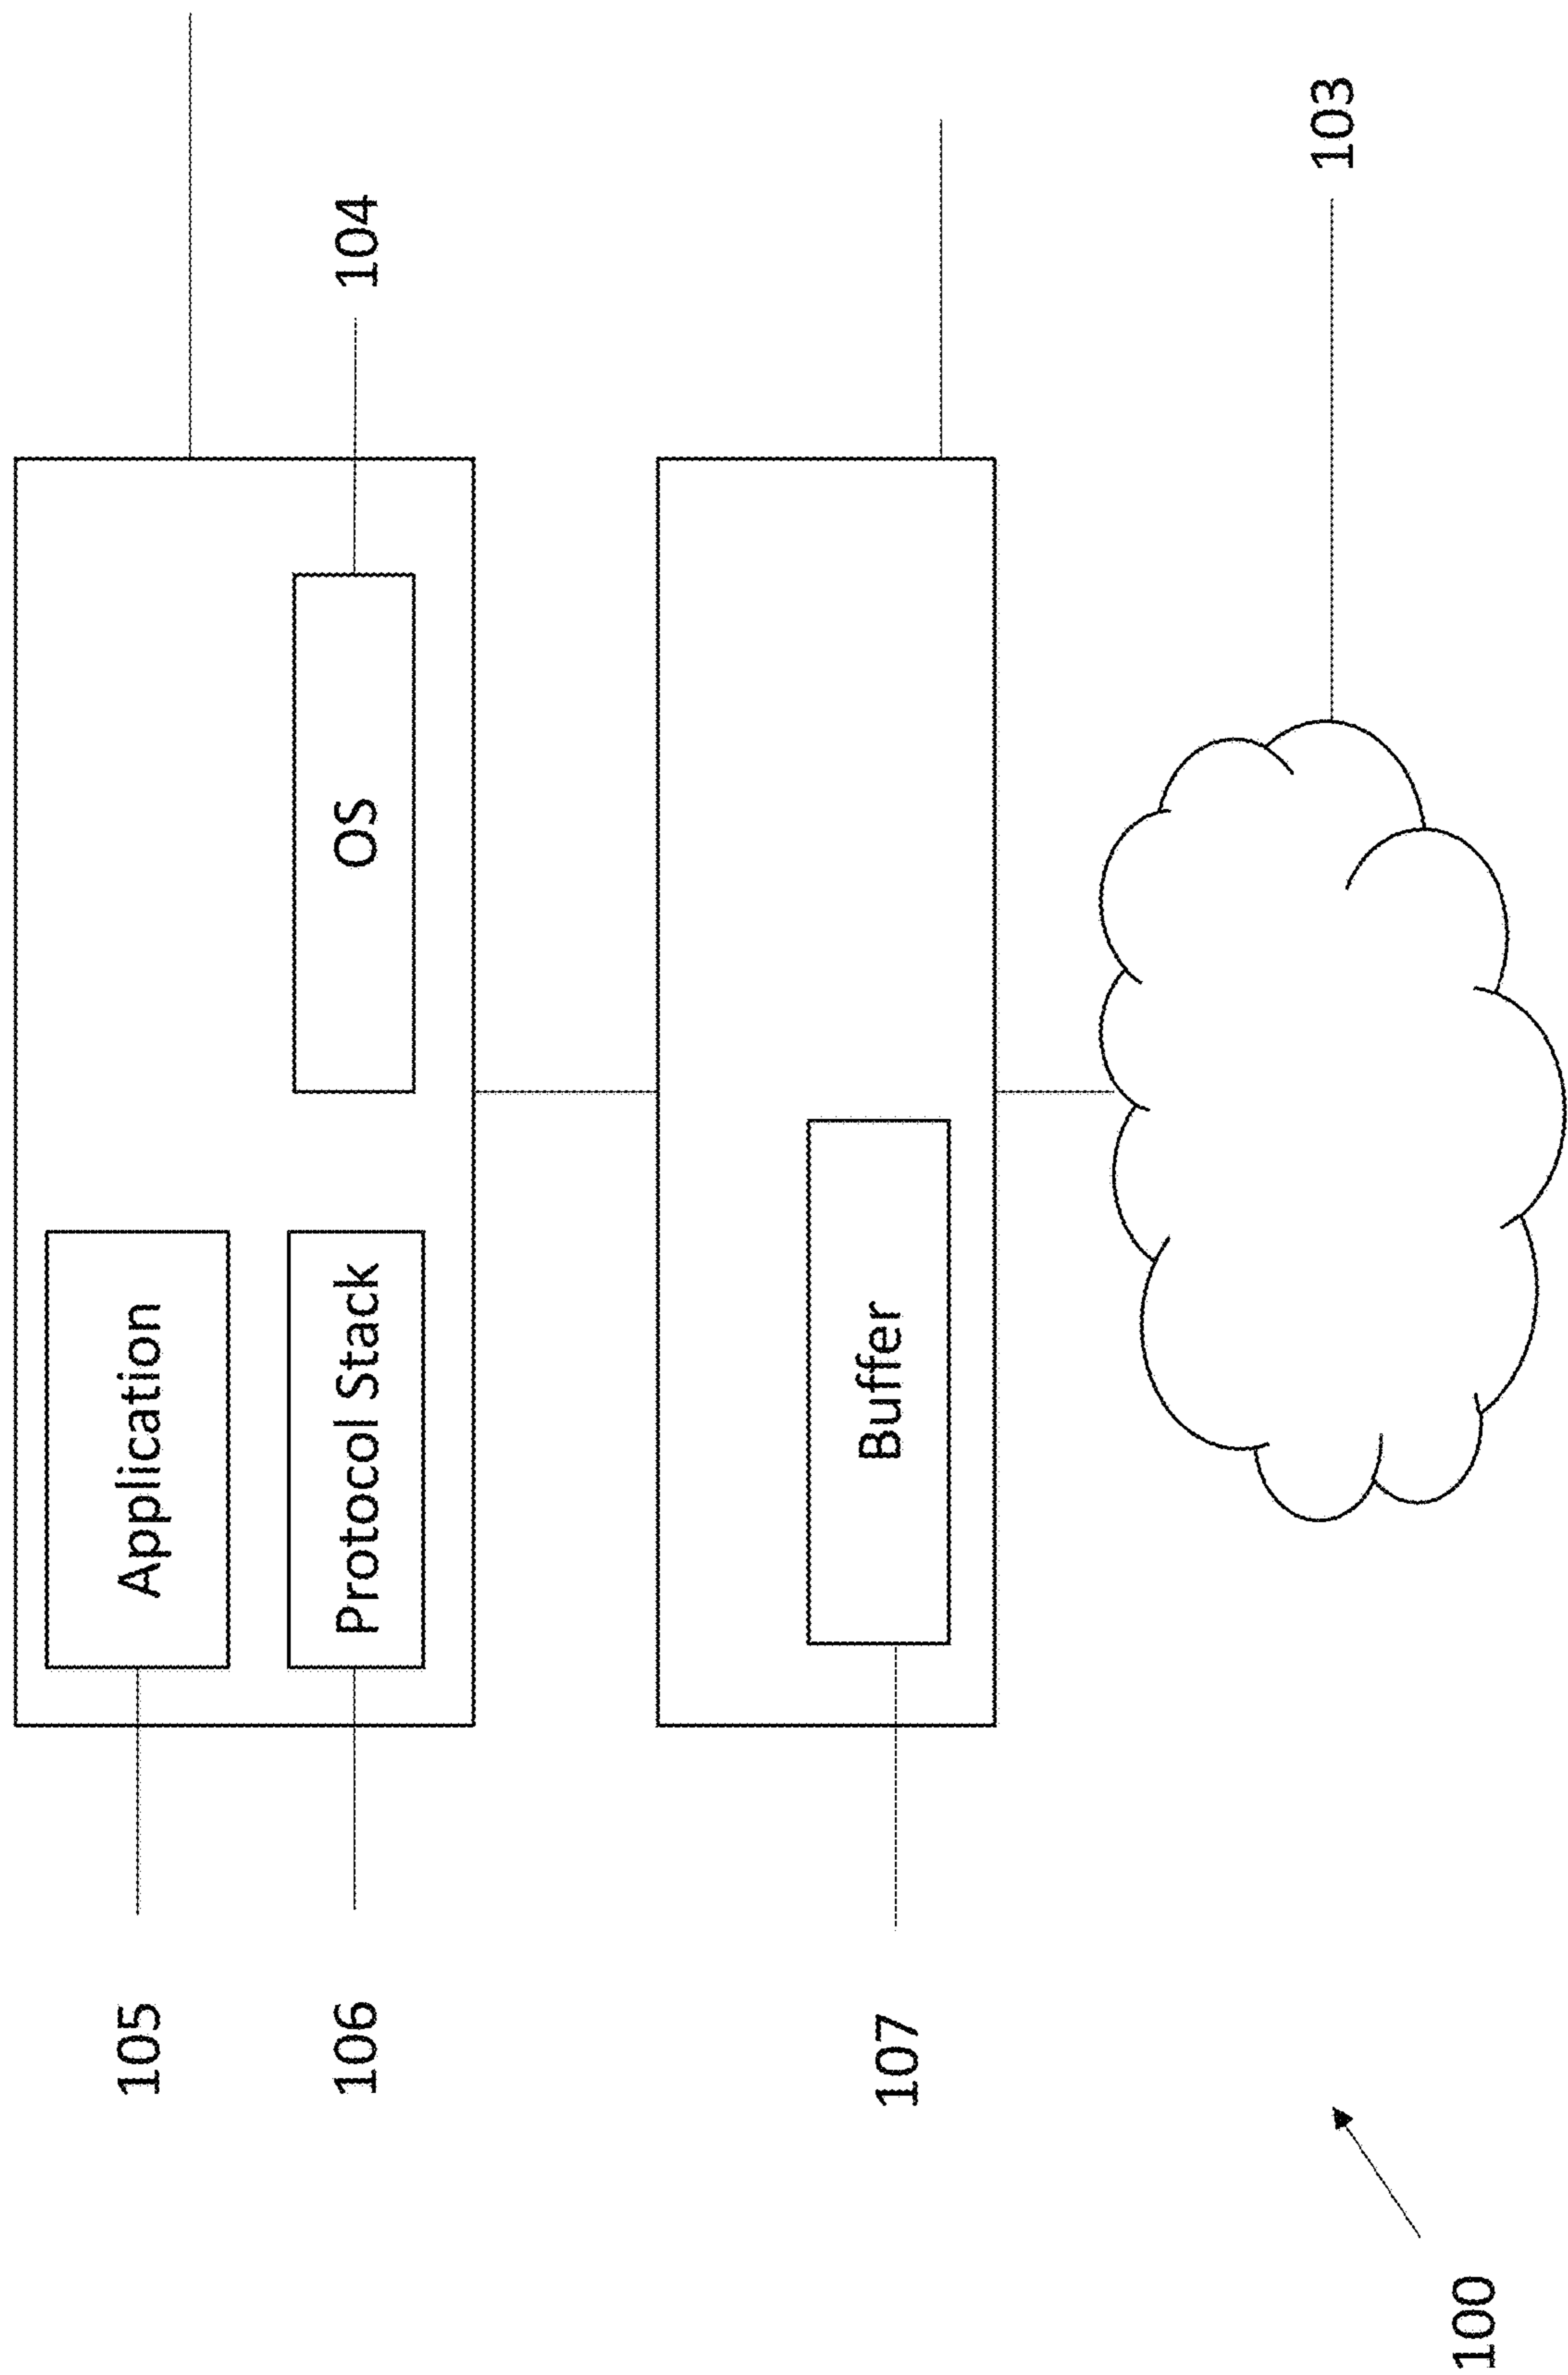 105
Application
106
Protocol Stack
OS
104
107
Buffer
103
100